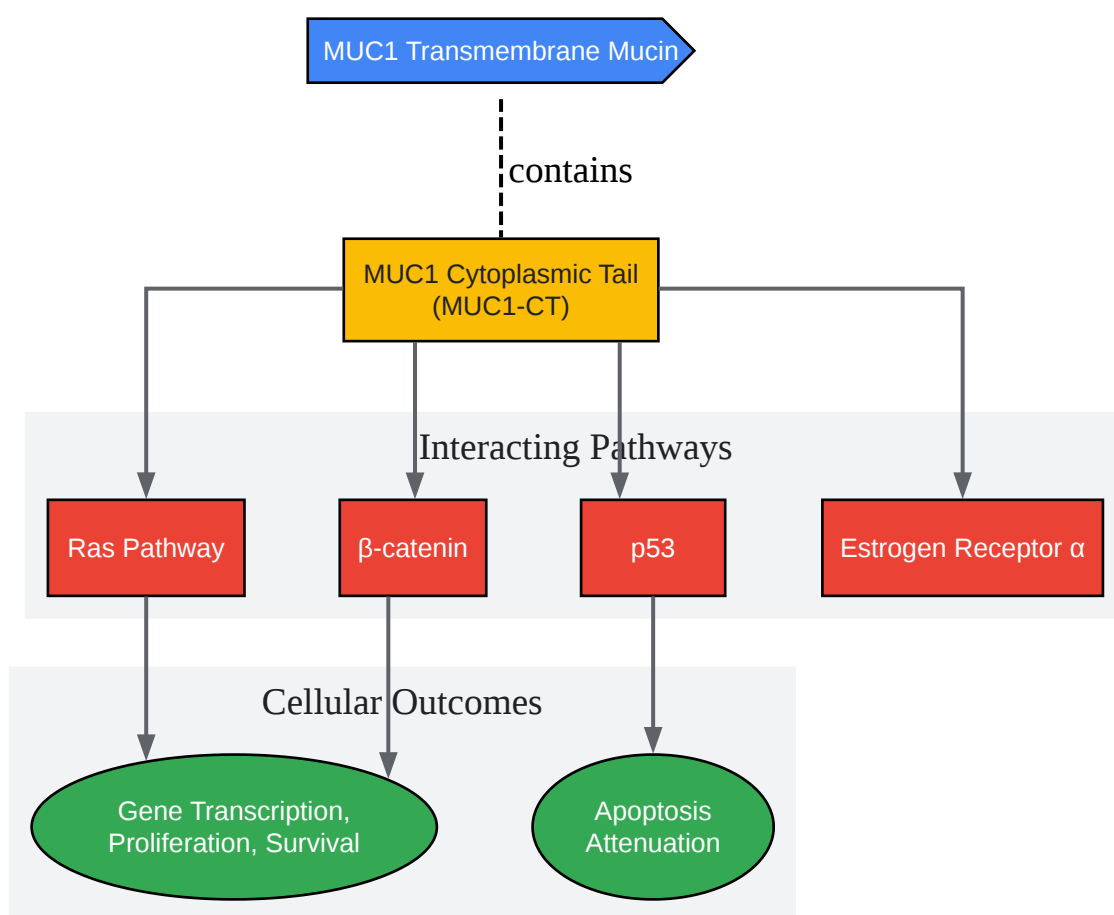 MUC1 Transmembrane Mucin
contains
MUC1 Cytoplasmic Tail
(MUC1-CT)
Interacting Pathways
Ras Pathway
β-catenin
p53
Estrogen Receptor α
Cellular Outcomes
Gene Transcription,
Proliferation, Survival
Apoptosis
Attenuation